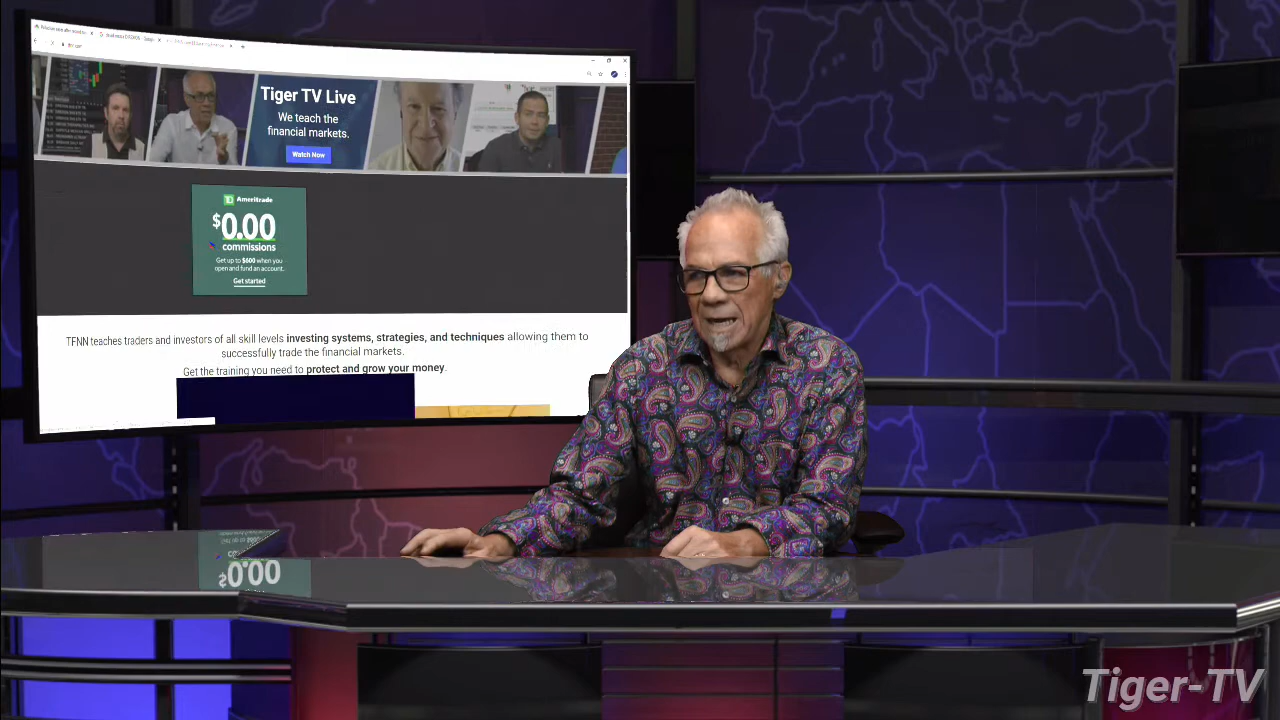 Tiger TV Live
We teach the
financial markets.
Watch Now
TD Ameritrade
$0.00
commissions
Get up to $600 when you
open and fund an account.
Get started
TFNN teaches traders and investors of all skill levels investing systems, strategies, and techniques allowing them to
successfully trade the financial markets.
Get the training you need to protect and grow your money.
Tiger-TV